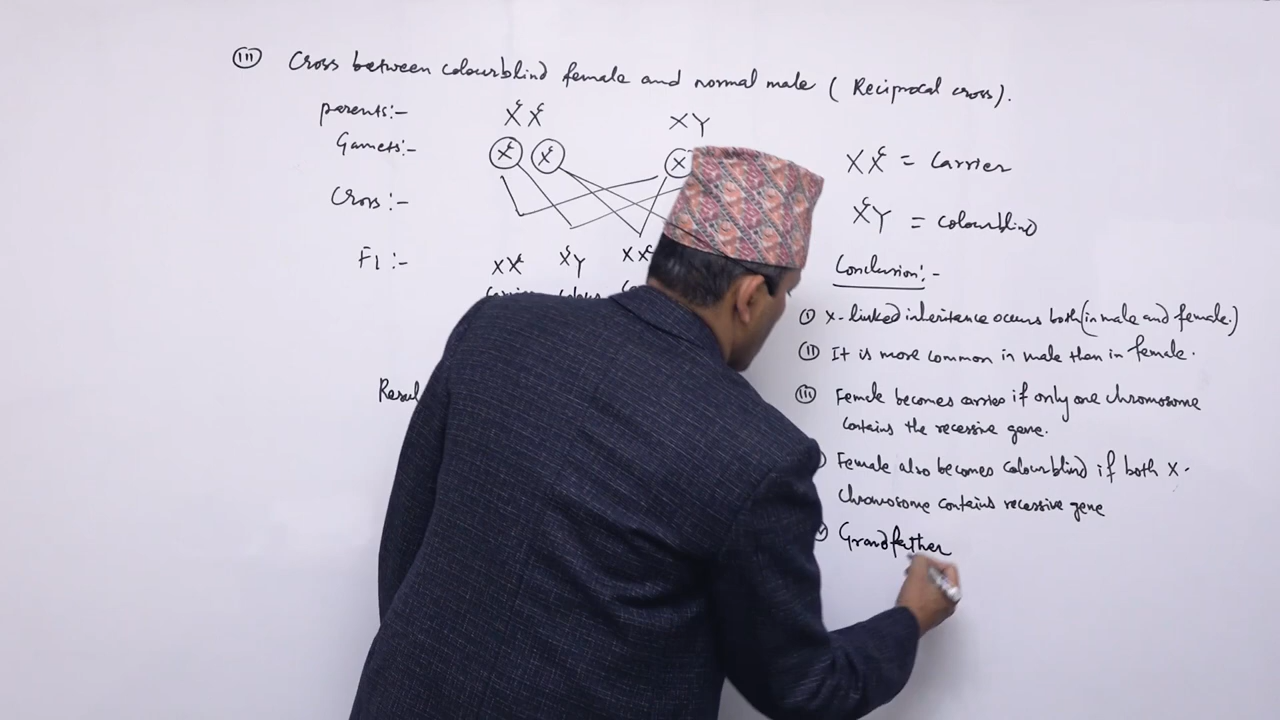 (III) Cross between colourblind female and normal male ( Reciprocal cross).
Parents:- XᶜXᶜ XY
Gamets:- Xᶜ Xᶜ X
Cross:-
F1:- XXᶜ XᶜY XXᶜ
Resul
XXᶜ = Carrier
XᶜY = colourblind
Conclusion:-
(I) X-linked inheritance occurs both (in male and female.)
(II) It is more common in male than in female.
(III) Female becomes carrier if only one chromosome
contains the recessive gene.
Female also becomes colourblind if both X-
chromosome contains recessive gene
Grandfather